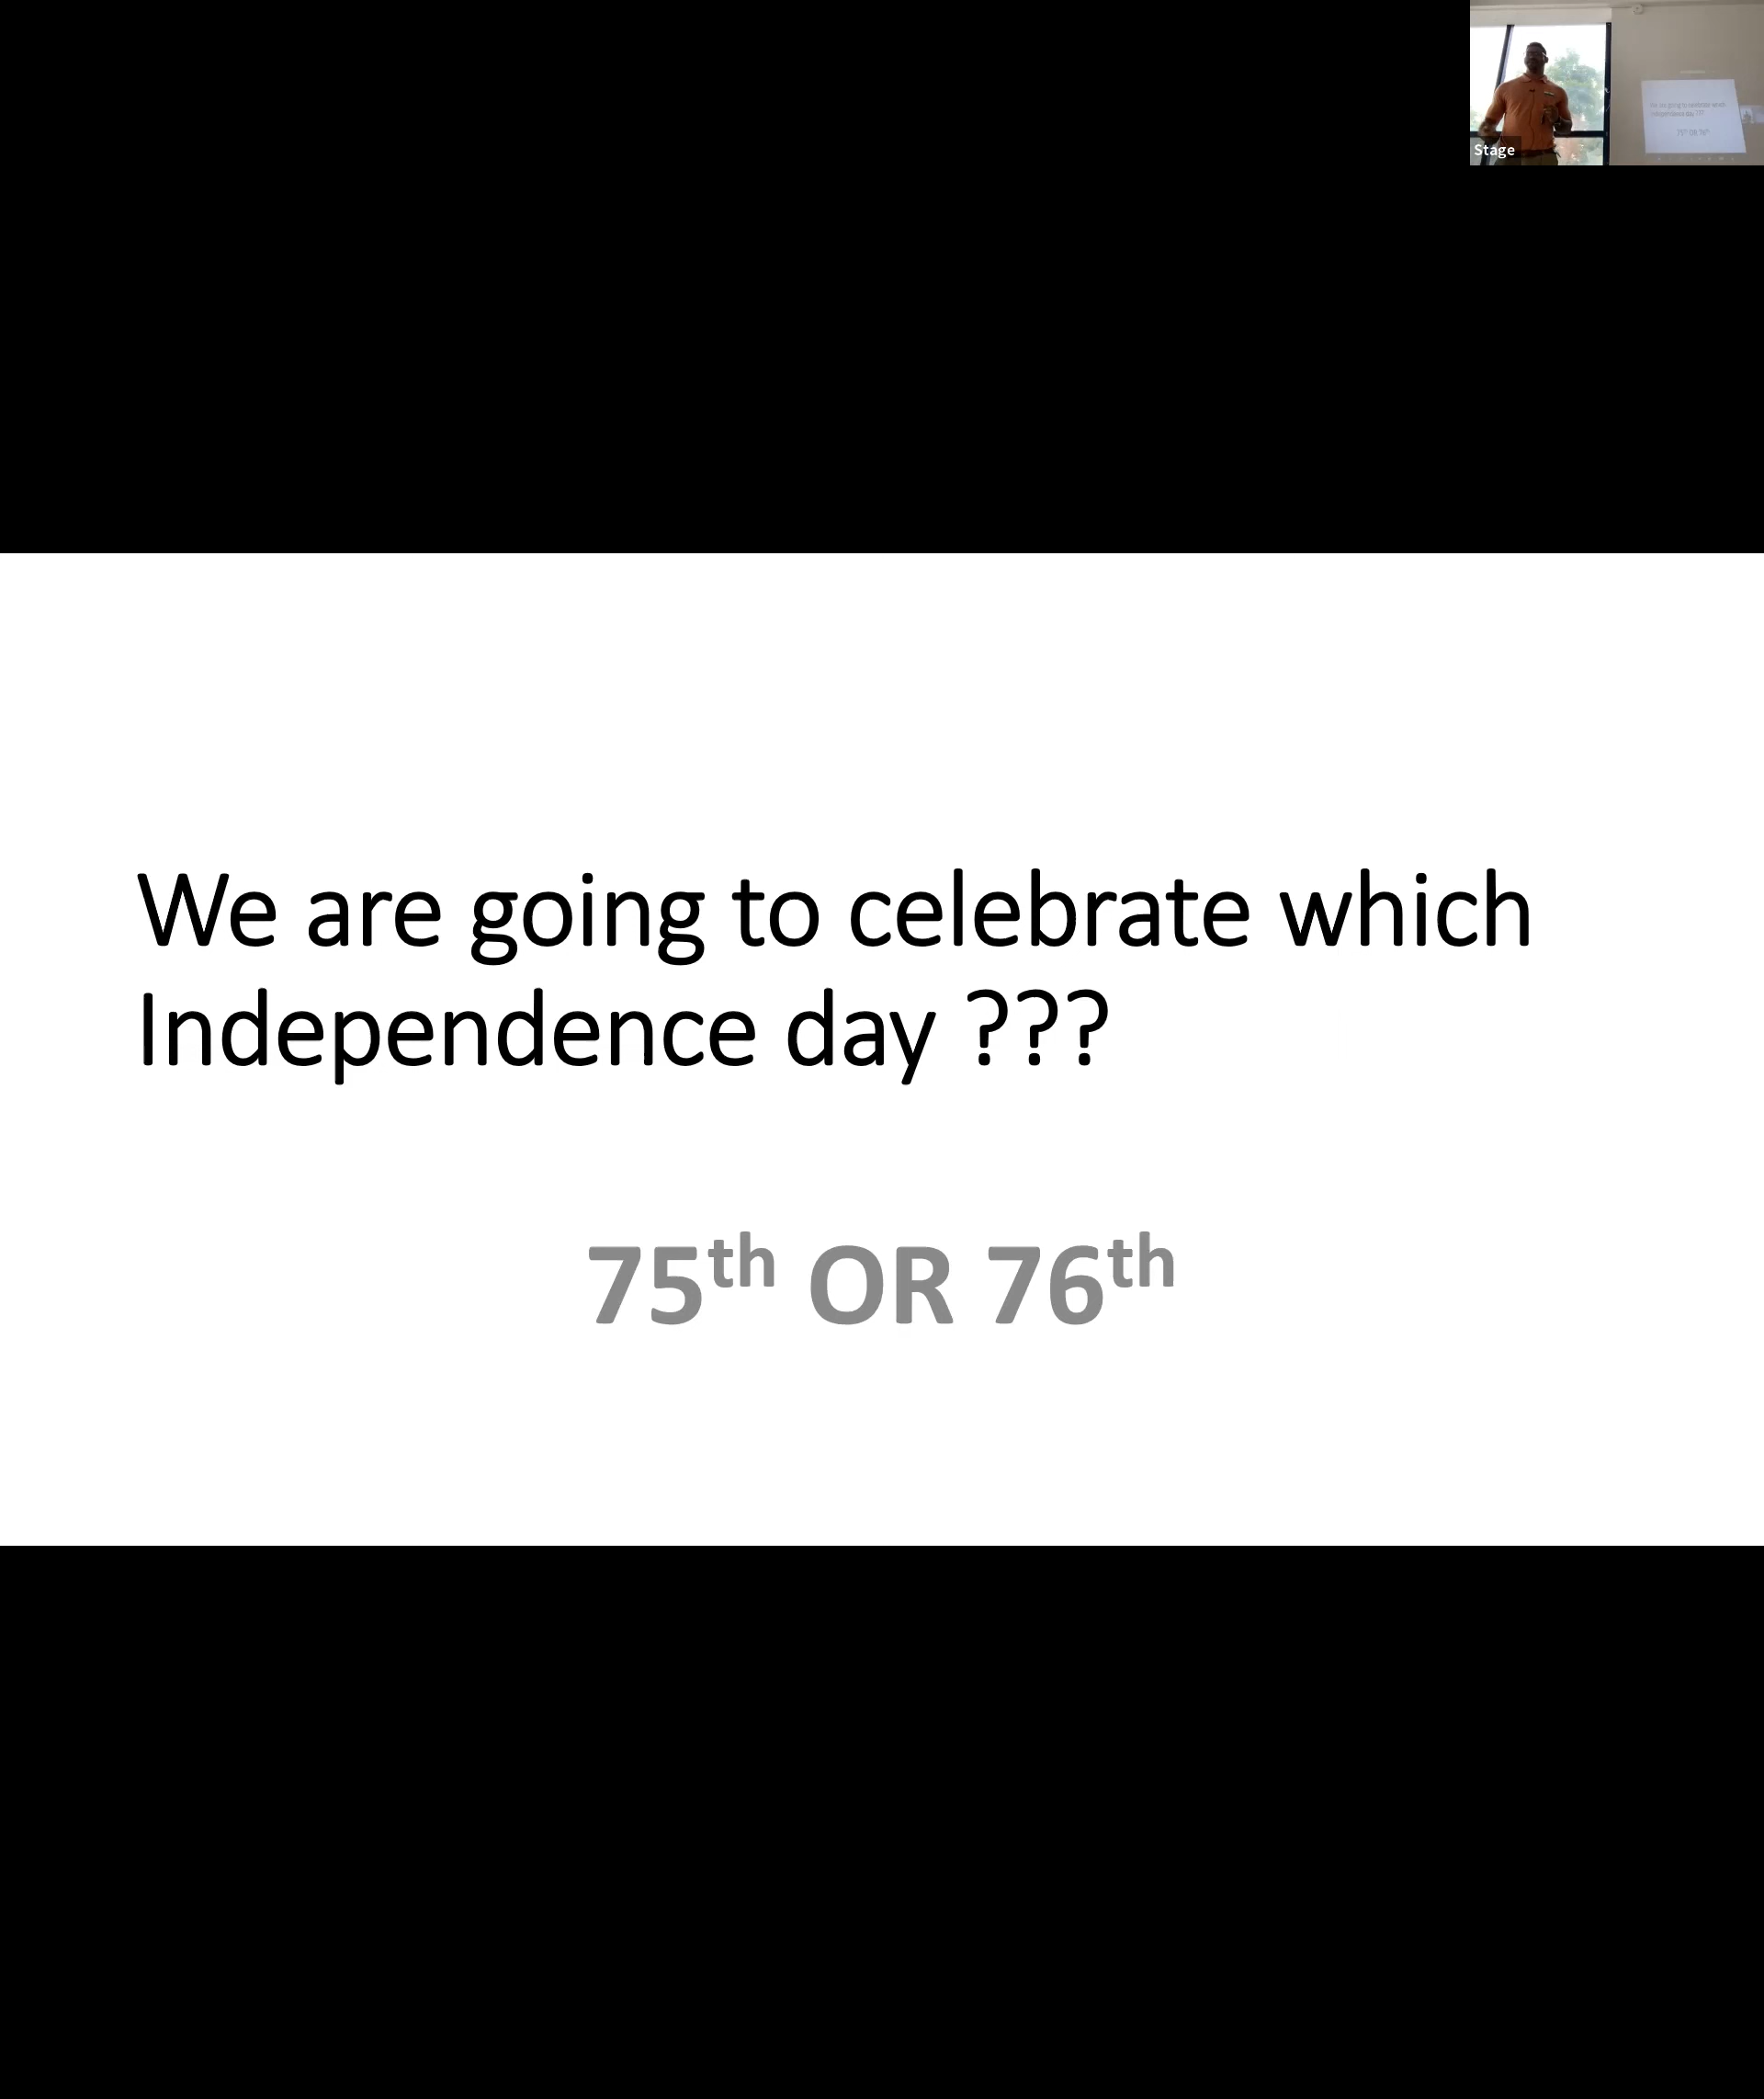 Stage
We are going to celebrate which
Independence day ???
75th OR 76th